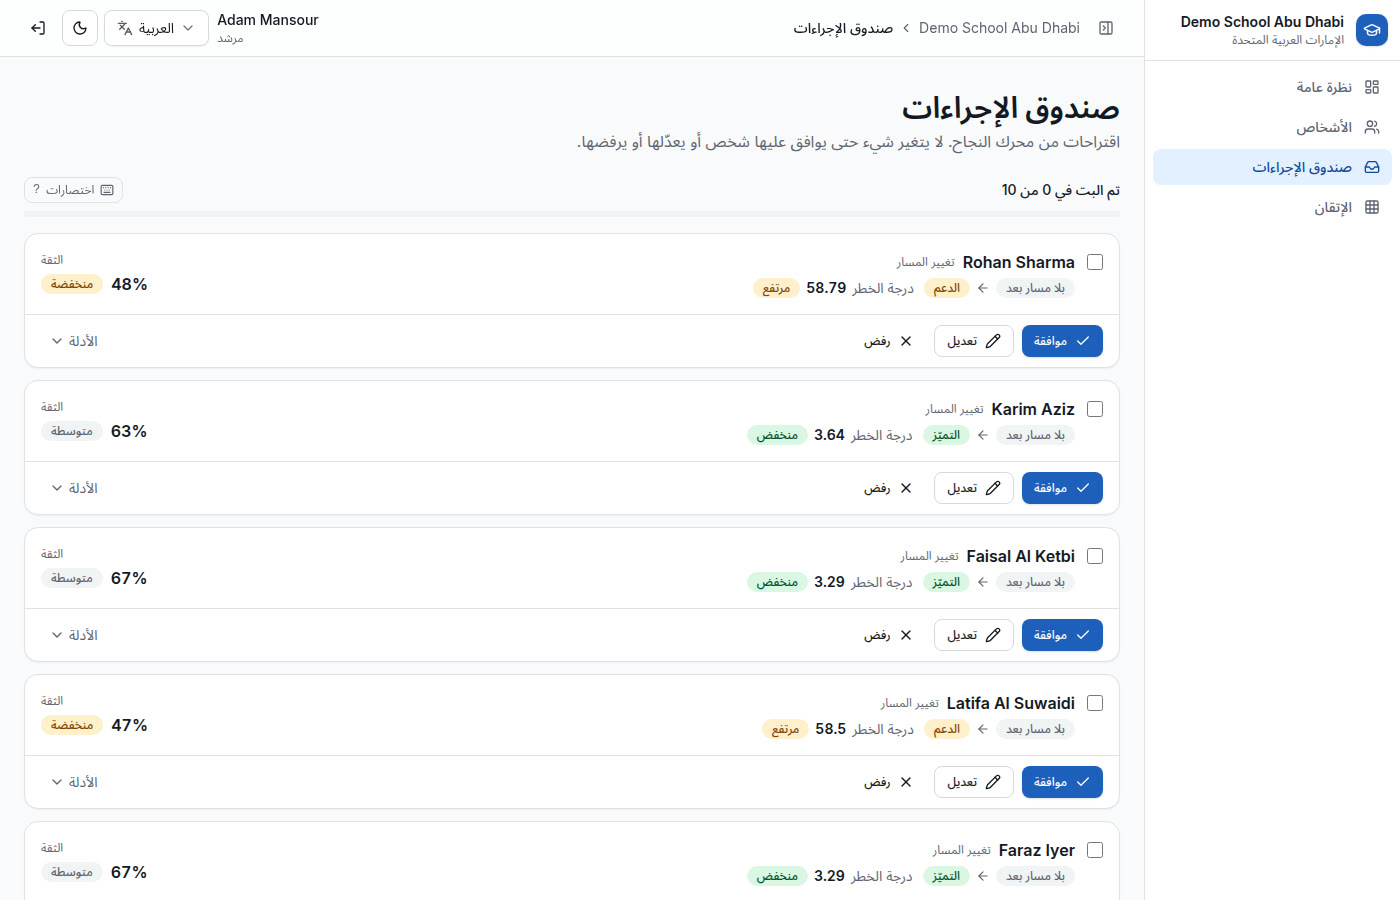 Demo School Abu Dhabi
الإمارات العربية المتحدة
نظرة عامة
الأشخاص
صندوق الإجراءات
الإتقان
Demo School Abu Dhabi
صندوق الإجراءات
Adam Mansour
مرشد
العربية
صندوق الإجراءات
اقتراحات من محرك النجاح. لا يتغير شيء حتى يوافق عليها شخص أو يعدّلها أو يرفضها.
تم البت في 0 من 10
اختصارات ?
Rohan Sharma تغيير المسار
بلا مسار بعد ← الدعم درجة الخطر 58.79 مرتفع
الثقة
48% منخفضة
موافقة تعديل رفض الأدلة
Karim Aziz تغيير المسار
بلا مسار بعد ← التميّز درجة الخطر 3.64 منخفض
الثقة
63% متوسطة
موافقة تعديل رفض الأدلة
Faisal Al Ketbi تغيير المسار
بلا مسار بعد ← التميّز درجة الخطر 3.29 منخفض
الثقة
67% متوسطة
موافقة تعديل رفض الأدلة
Latifa Al Suwaidi تغيير المسار
بلا مسار بعد ← الدعم درجة الخطر 58.5 مرتفع
الثقة
47% منخفضة
موافقة تعديل رفض الأدلة
Faraz Iyer تغيير المسار
بلا مسار بعد ← التميّز درجة الخطر 3.29 منخفض
الثقة
67% متوسطة